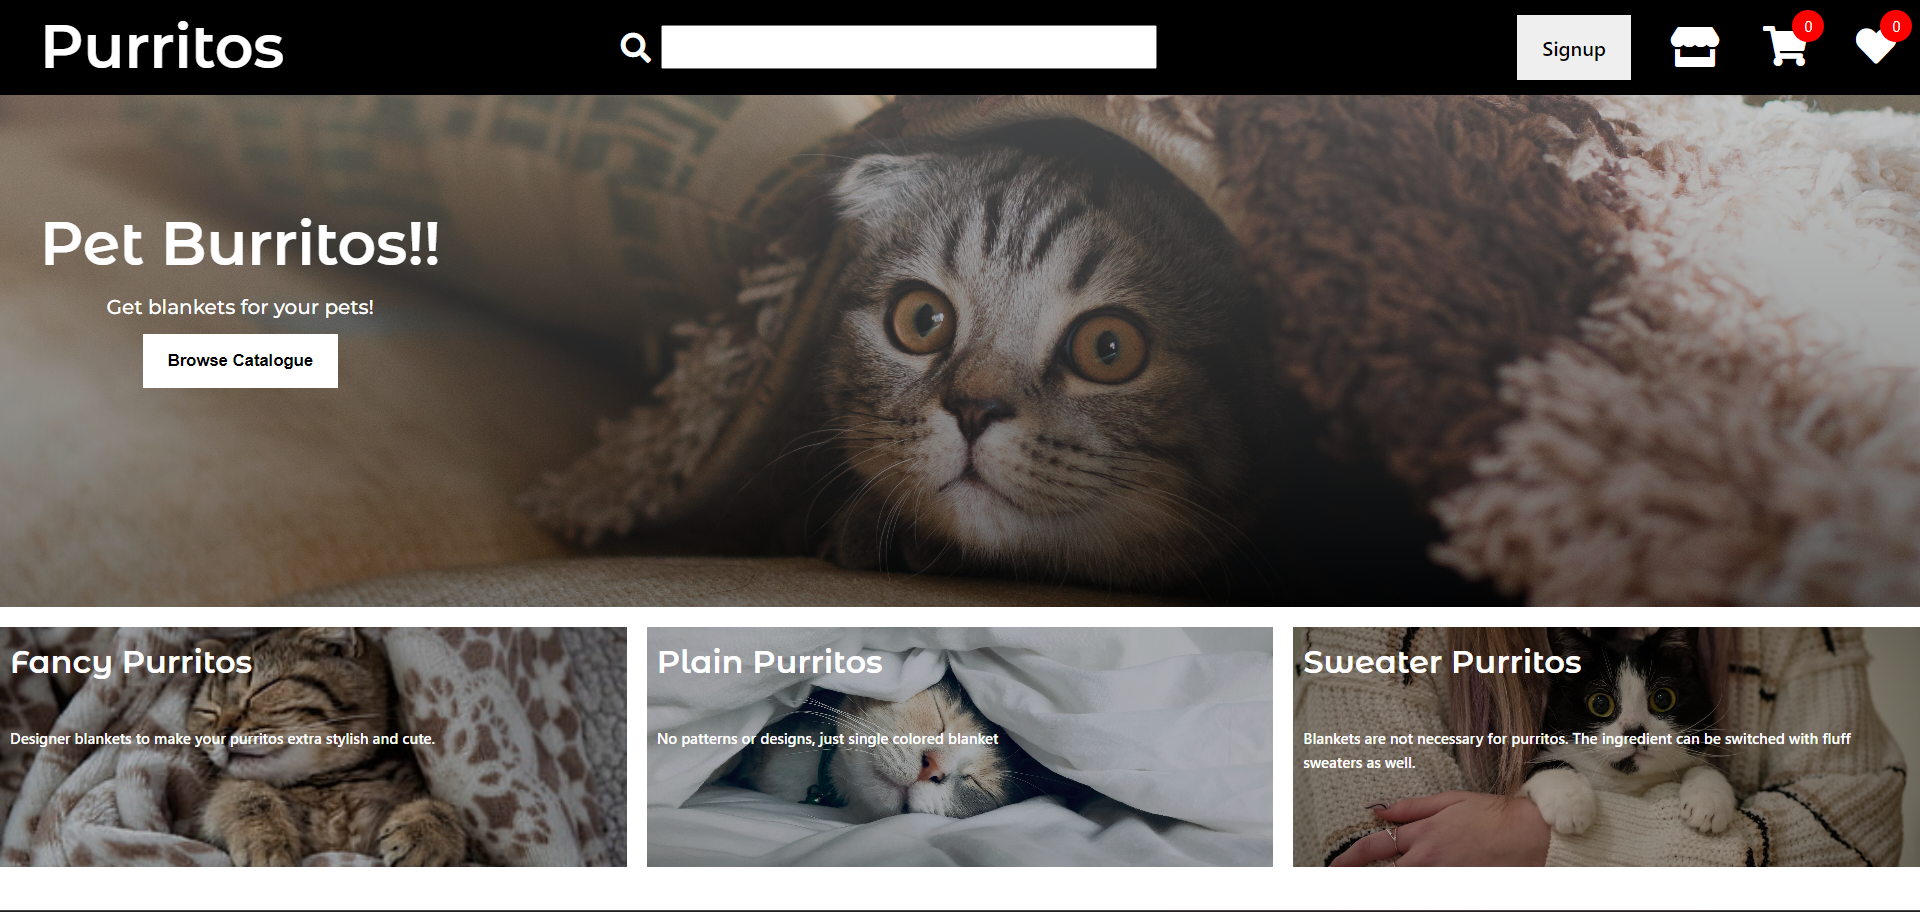 Purritos
Signup
0
0
Pet Burritos!!
Get blankets for your pets!
Browse Catalogue
Fancy Purritos
Designer blankets to make your purritos extra stylish and cute.
Plain Purritos
No patterns or designs, just single colored blanket
Sweater Purritos
Blankets are not necessary for purritos. The ingredient can be switched with fluff
sweaters as well.